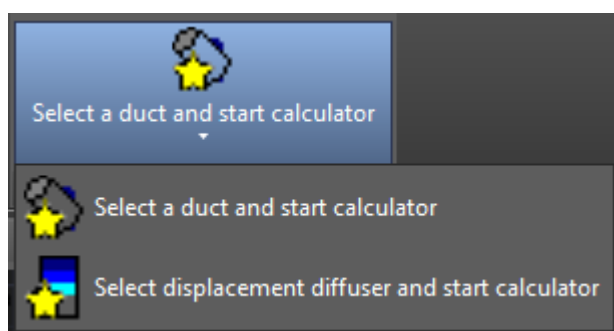 Select a duct and start calculator
Select a duct and start calculator
Select displacement diffuser and start calculator